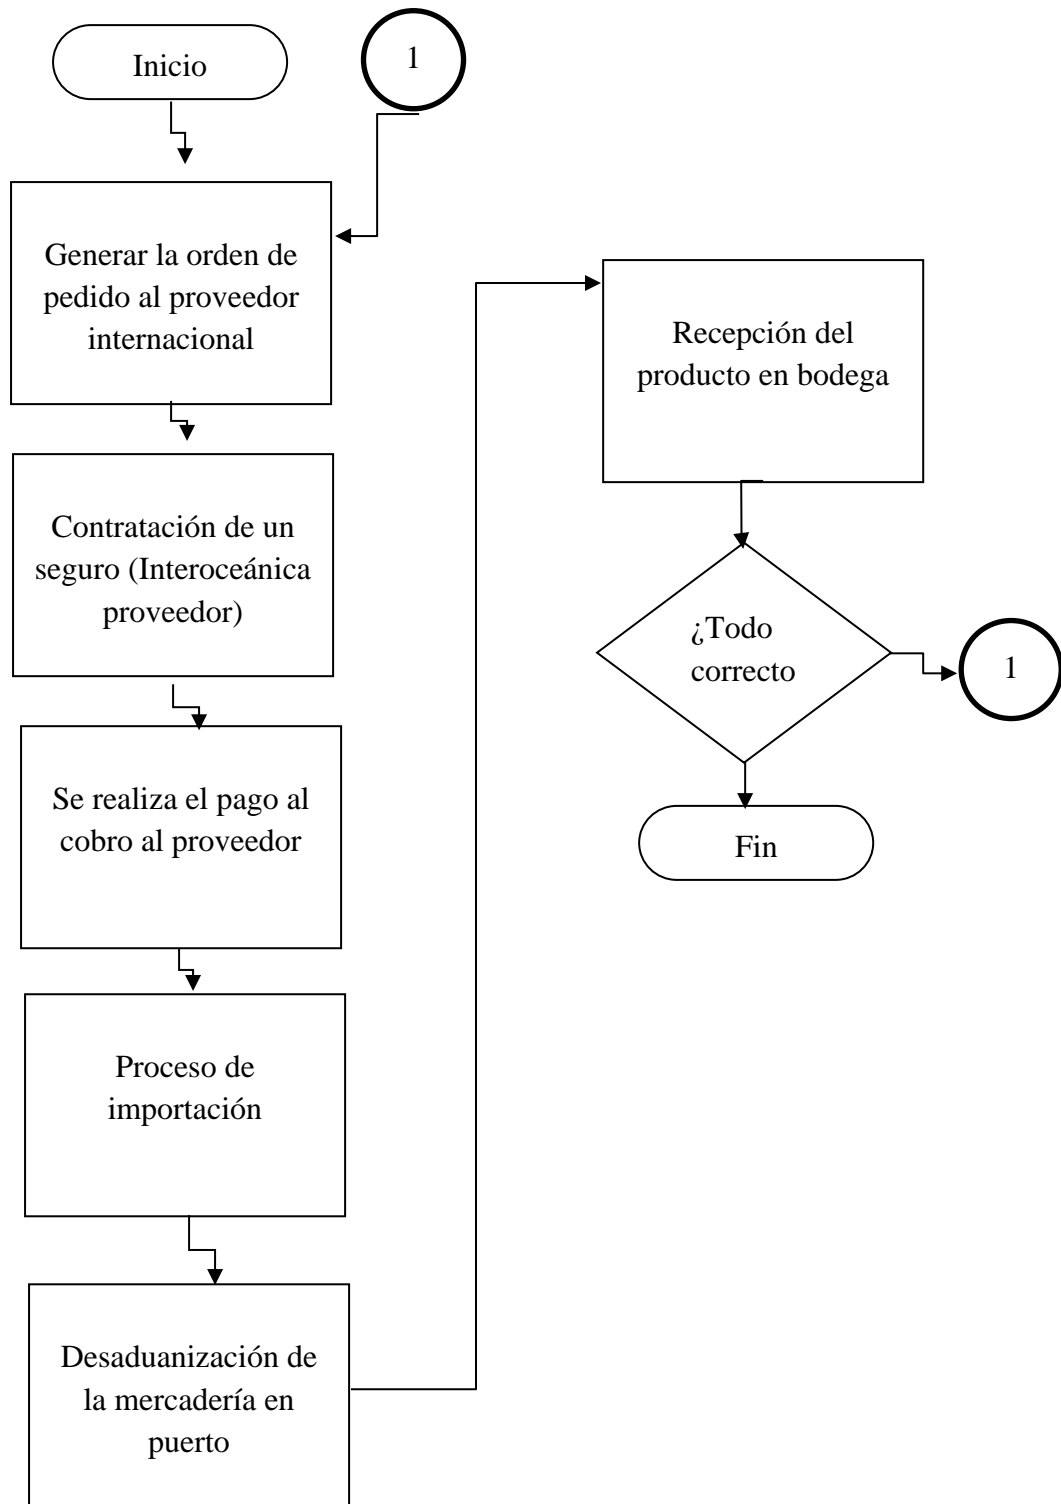 Inicio
1
Generar la orden de
pedido al proveedor
internacional
Contratación de un
seguro (Interoceánica
proveedor)
Se realiza el pago al
cobro al proveedor
Proceso de
importación
Desaduanización de
la mercadería en
puerto
Recepción del
producto en bodega
¿Todo
correcto
1
Fin